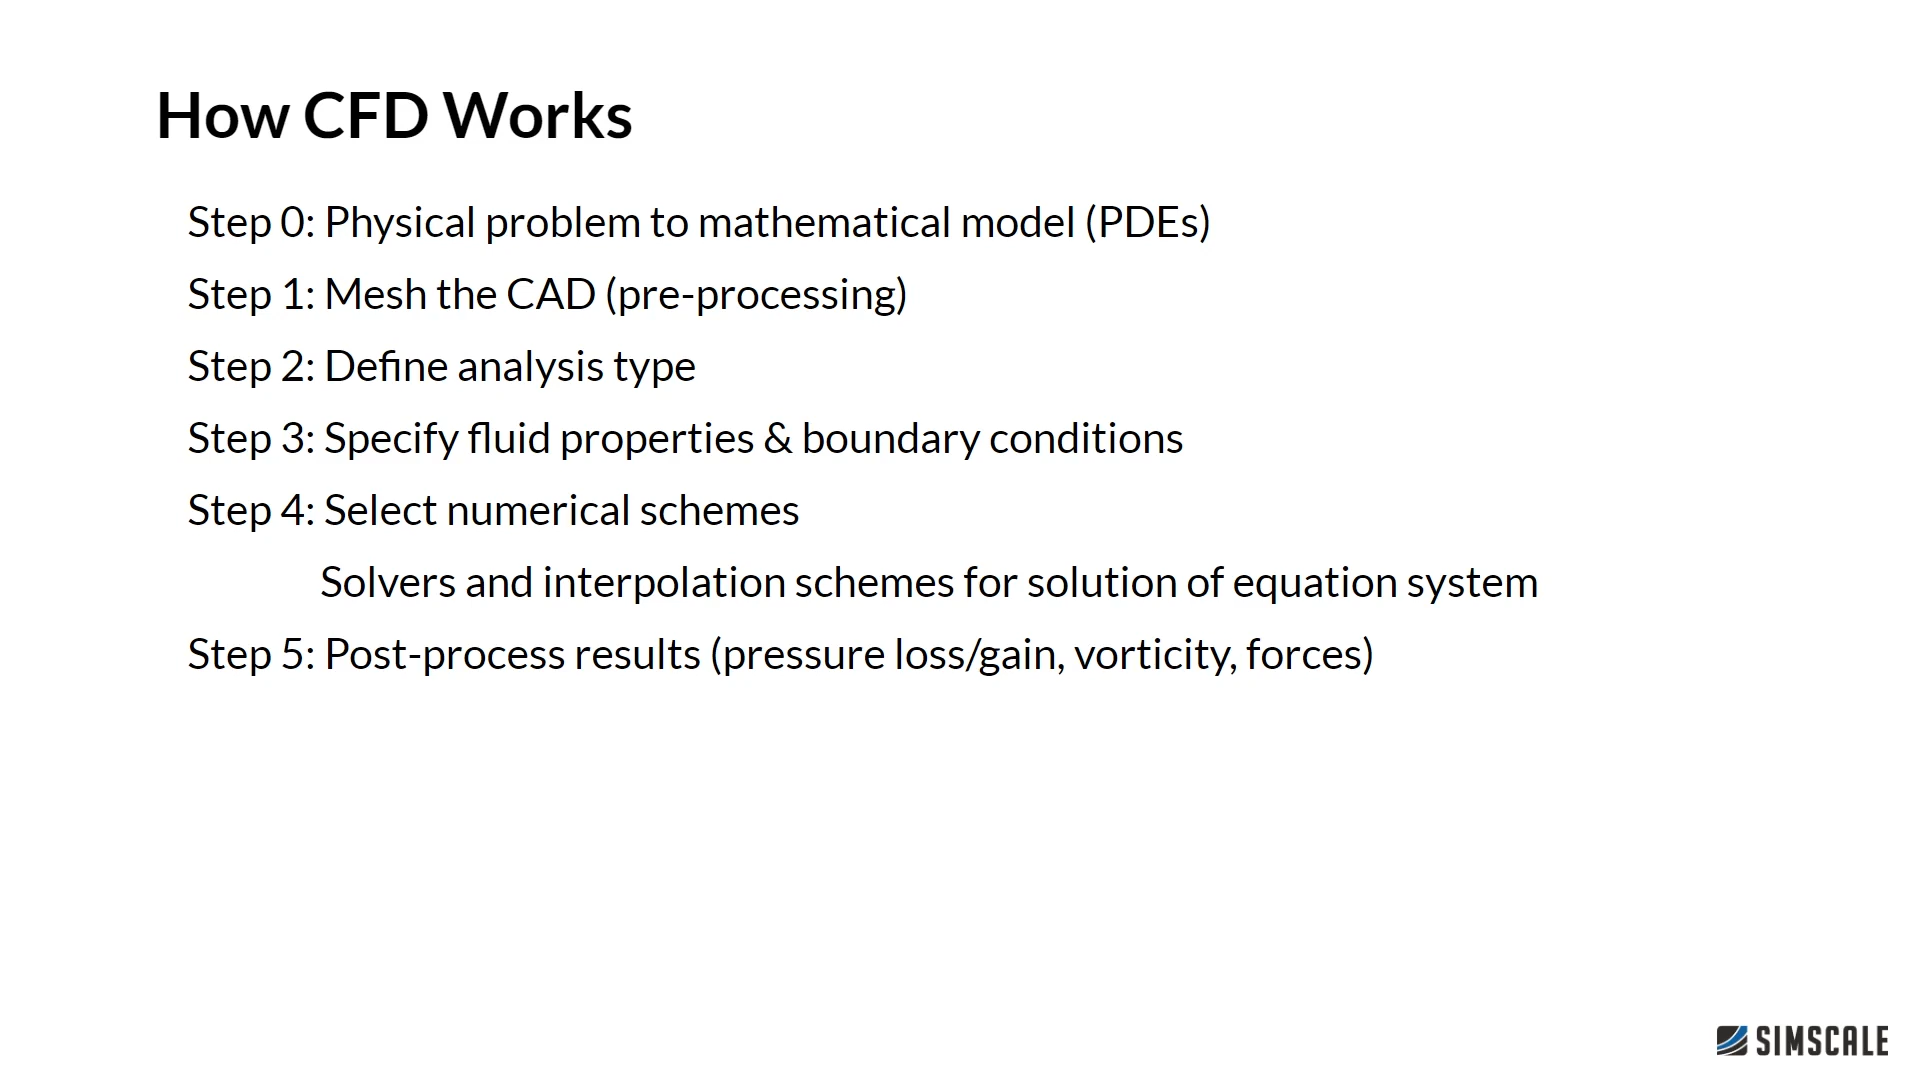 How CFD Works
Step 0: Physical problem to mathematical model (PDEs)
Step 1: Mesh the CAD (pre-processing)
Step 2: Define analysis type
Step 3: Specify fluid properties & boundary conditions
Step 4: Select numerical schemes
Solvers and interpolation schemes for solution of equation system
Step 5: Post-process results (pressure loss/gain, vorticity, forces)
SIMSCALE